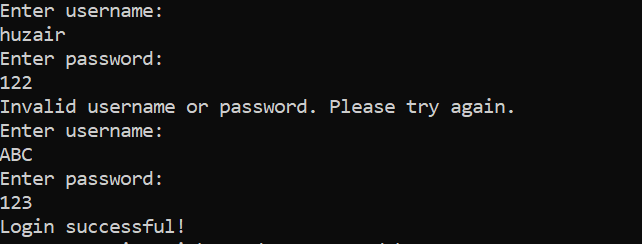 Enter username:
huzair
Enter password:
122
Invalid username or password. Please try again.
Enter username:
ABC
Enter password:
123
Login successful!